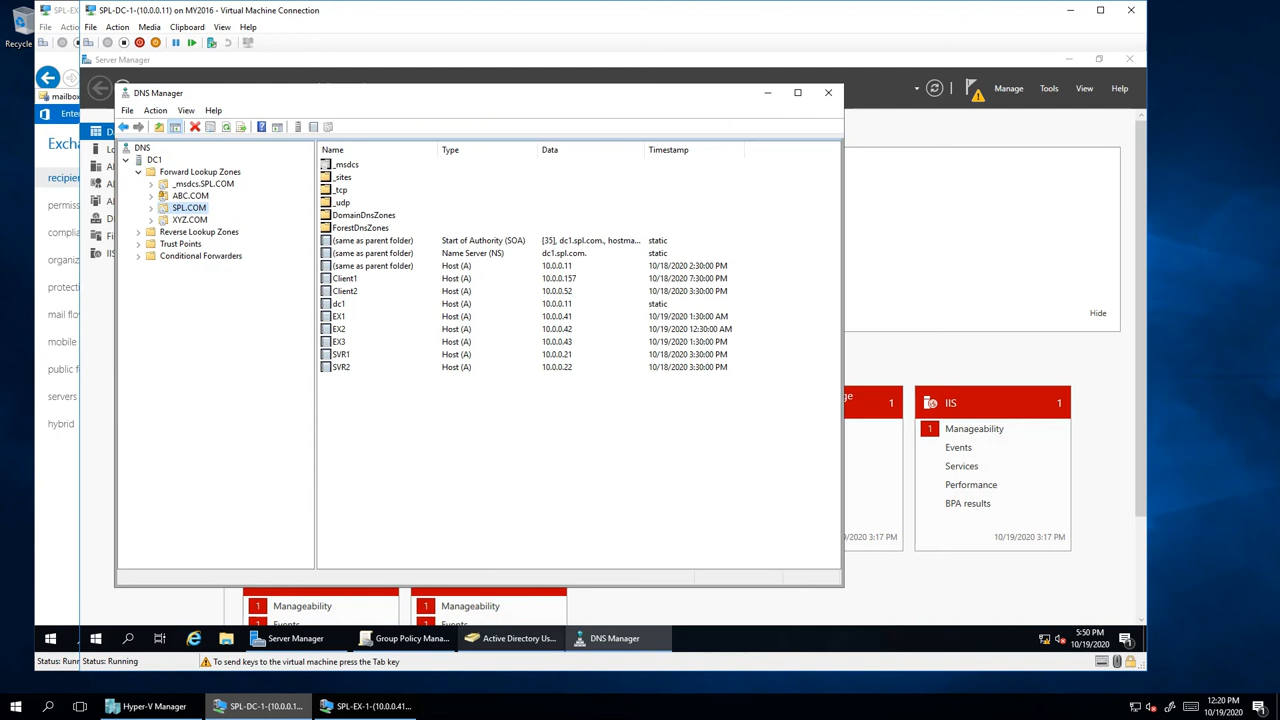 SPL-EX
SPL-DC-1-(10.0.0.11) on MY2016 - Virtual Machine Connection
File
Action
Media
Clipboard
View
Help
Recycle
Server Manager
Manage
Tools
View
Help
mailbox
Enter
Exch
recipie
permis
complia
organiz
protecti
mail flo
mobile
public f
servers
hybrid
DNS Manager
File
Action
View
Help
DNS
DC1
Forward Lookup Zones
_msdcs.SPL.COM
ABC.COM
SPL.COM
XYZ.COM
Reverse Lookup Zones
Trust Points
Conditional Forwarders
Name Type Data Timestamp
_msdcs
_sites
_tcp
_udp
DomainDnsZones
ForestDnsZones
(same as parent folder) Start of Authority (SOA) [35], dc1.spl.com., hostma... static
(same as parent folder) Name Server (NS) dc1.spl.com. static
(same as parent folder) Host (A) 10.0.0.11 10/18/2020 2:30:00 PM
Client1 Host (A) 10.0.0.157 10/18/2020 7:30:00 PM
Client2 Host (A) 10.0.0.52 10/18/2020 3:30:00 PM
dc1 Host (A) 10.0.0.11 static
EX1 Host (A) 10.0.0.41 10/19/2020 1:30:00 AM
EX2 Host (A) 10.0.0.42 10/19/2020 12:30:00 AM
EX3 Host (A) 10.0.0.43 10/19/2020 1:30:00 PM
SVR1 Host (A) 10.0.0.21 10/18/2020 3:30:00 PM
SVR2 Host (A) 10.0.0.22 10/18/2020 3:30:00 PM
Hide
ge 1
IIS 1
1 Manageability
Events
Services
Performance
BPA results
/19/2020 3:17 PM
10/19/2020 3:17 PM
1 Manageability
1 Manageability
Server Manager
Group Policy Mana...
Active Directory Us...
DNS Manager
5:50 PM
10/19/2020
Status: Runn
Status: Running
To send keys to the virtual machine press the Tab key
Hyper-V Manager
SPL-DC-1-(10.0.0.1...
SPL-EX-1-(10.0.0.41...
12:20 PM
10/19/2020